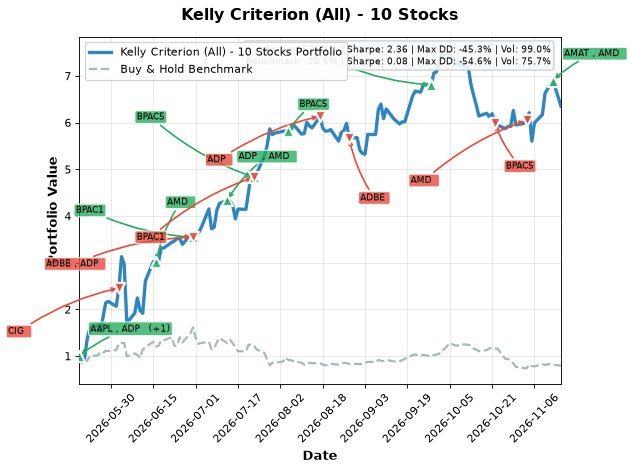 Kelly Criterion (All) - 10 Stocks
Kelly Criterion (All) - 10 Stocks Portfolio
Buy & Hold Benchmark
Sharpe: 2.36 | Max DD: -45.3% | Vol: 99.0%
Benchmark: -20.5% | Sharpe: 0.08 | Max DD: -54.6% | Vol: 75.7%
AMAT , AMD
BPAC5
BPAC5
ADP
ADP , AMD
BPAC5
AMD
ADBE
AMD
BPAC1
BPAC1
ADBE , ADP
CIG
AAPL , ADP (+1)
Portfolio Value
7
6
5
4
2
1
2026-05-30
2026-06-15
2026-07-01
2026-07-17
2026-08-02
2026-08-18
2026-09-03
2026-09-19
2026-10-05
2026-10-21
2026-11-06
Date